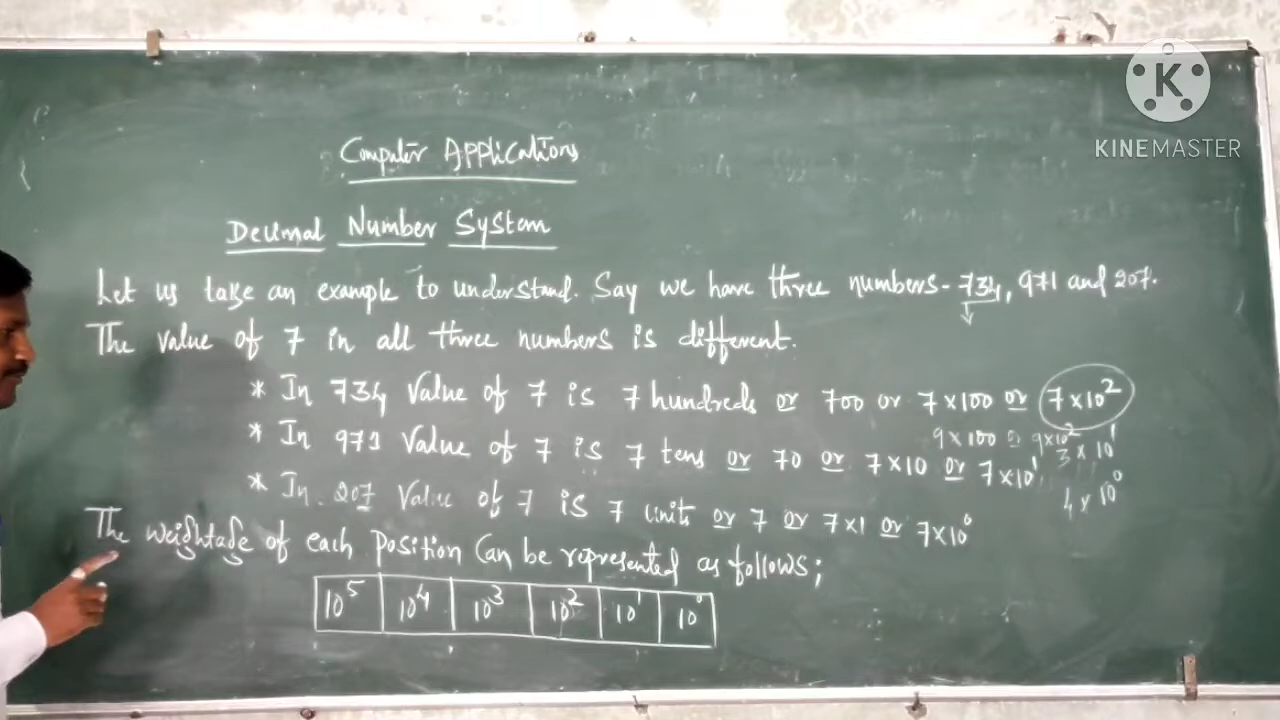 K
KINEMASTER
Computer Applications
Decimal Number System
Let us take an example to understand. Say we have three numbers - 734, 971 and 207.
The value of 7 in all three numbers is different.
* In 734 Value of 7 is 7 hundreds or 700 or 7×100 or 7×10²
9×100 or 9×10²
3×10¹
* In 971 Value of 7 is 7 tens or 70 or 7×10 or 7×10¹
4×10⁰
* In 207 Value of 7 is 7 units or 7 or 7×1 or 7×10⁰
The weightage of each position can be represented as follows;
10⁵ 10⁴ 10³ 10² 10¹ 10⁰